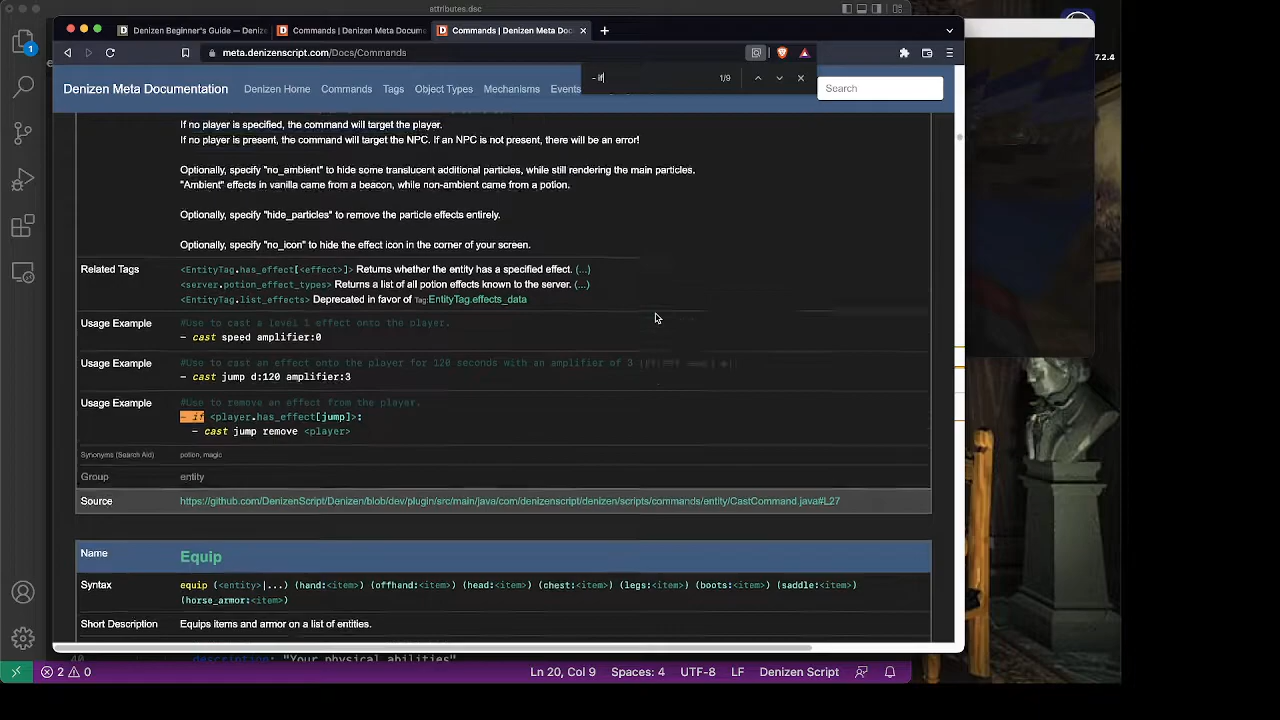 attributes.dsc
Denizen Beginner's Guide — Denize
Commands | Denizen Meta Docume
Commands | Denizen Meta Doc
meta.denizenscript.com/Docs/Commands
- if
1/9
7.2.4
1
Denizen Meta Documentation
Denizen Home
Commands
Tags
Object Types
Mechanisms
Events
Search
If no player is specified, the command will target the player.
If no player is present, the command will target the NPC. If an NPC is not present, there will be an error!
Optionally, specify "no_ambient" to hide some translucent additional particles, while still rendering the main particles.
"Ambient" effects in vanilla came from a beacon, while non-ambient came from a potion.
Optionally, specify "hide_particles" to remove the particle effects entirely.
Optionally, specify "no_icon" to hide the effect icon in the corner of your screen.
Related Tags
<EntityTag.has_effect[<effect>]> Returns whether the entity has a specified effect. (...)
<server.potion_effect_types> Returns a list of all potion effects known to the server. (...)
<EntityTag.list_effects> Deprecated in favor of Tag:EntityTag.effects_data
Usage Example
#Use to cast a level 1 effect onto the player.
- cast speed amplifier:0
Usage Example
#Use to cast an effect onto the player for 120 seconds with an amplifier of 3
- cast jump d:120 amplifier:3
Usage Example
#Use to remove an effect from the player.
- if <player.has_effect[jump]>:
- cast jump remove <player>
Synonyms (Search Aid)
potion, magic
Group
entity
Source
https://github.com/DenizenScript/Denizen/blob/dev/plugin/src/main/java/com/denizenscript/denizen/scripts/commands/entity/CastCommand.java#L27
Name
Equip
Syntax
equip (<entity>|...) (hand:<item>) (offhand:<item>) (head:<item>) (chest:<item>) (legs:<item>) (boots:<item>) (saddle:<item>)
(horse_armor:<item>)
Short Description
Equips items and armor on a list of entities.
40
description: "Your physical abilities"
2
0
Ln 20, Col 9
Spaces: 4
UTF-8
LF
Denizen Script